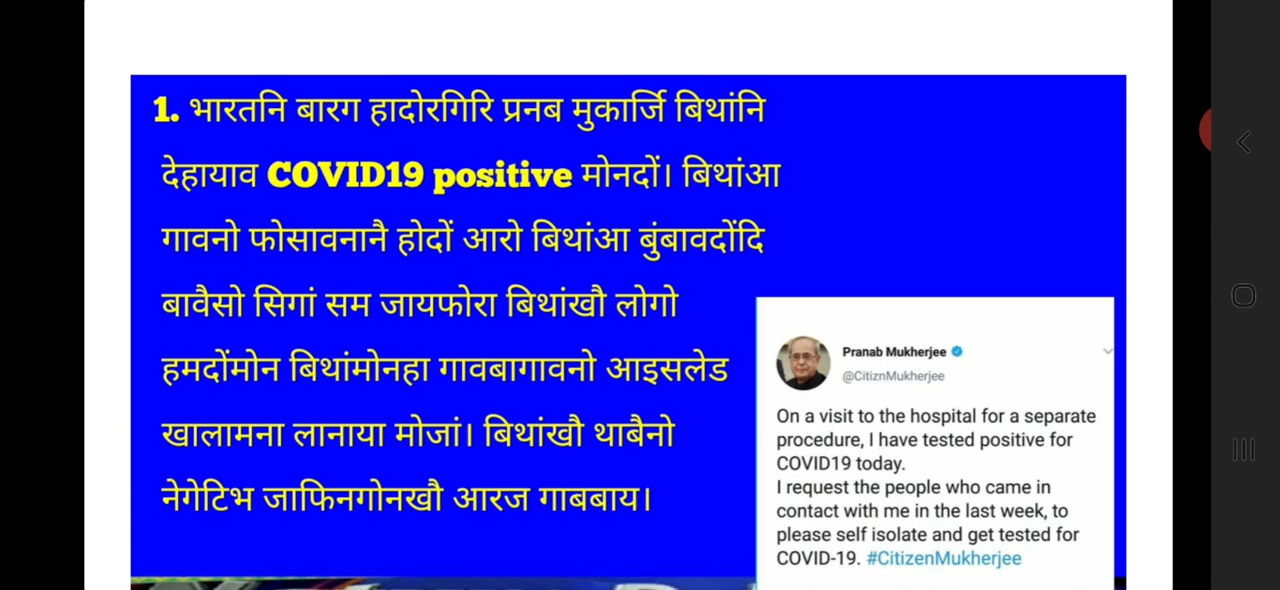 1. भारतनि बारग हादोरगिरि प्रनब मुकार्जि बिथांनि
देहायाव COVID19 positive मोनदों। बिथांआ
गावनो फोसावनानै होदों आरो बिथांआ बुंबावदोंदि
बावैसो सिगां सम जायफोरा बिथांखौ लोगो
हमदोंमोन बिथांमोनहा गावबागावनो आइसलेड
खालामना लानाया मोजां। बिथांखौ थाबैनो
नेगेटिभ जाफिनगोनखौ आरज गाबबाय।
Pranab Mukherjee
@CitiznMukherjee
On a visit to the hospital for a separate
procedure, I have tested positive for
COVID19 today.
I request the people who came in
contact with me in the last week, to
please self isolate and get tested for
COVID-19. #CitizenMukherjee